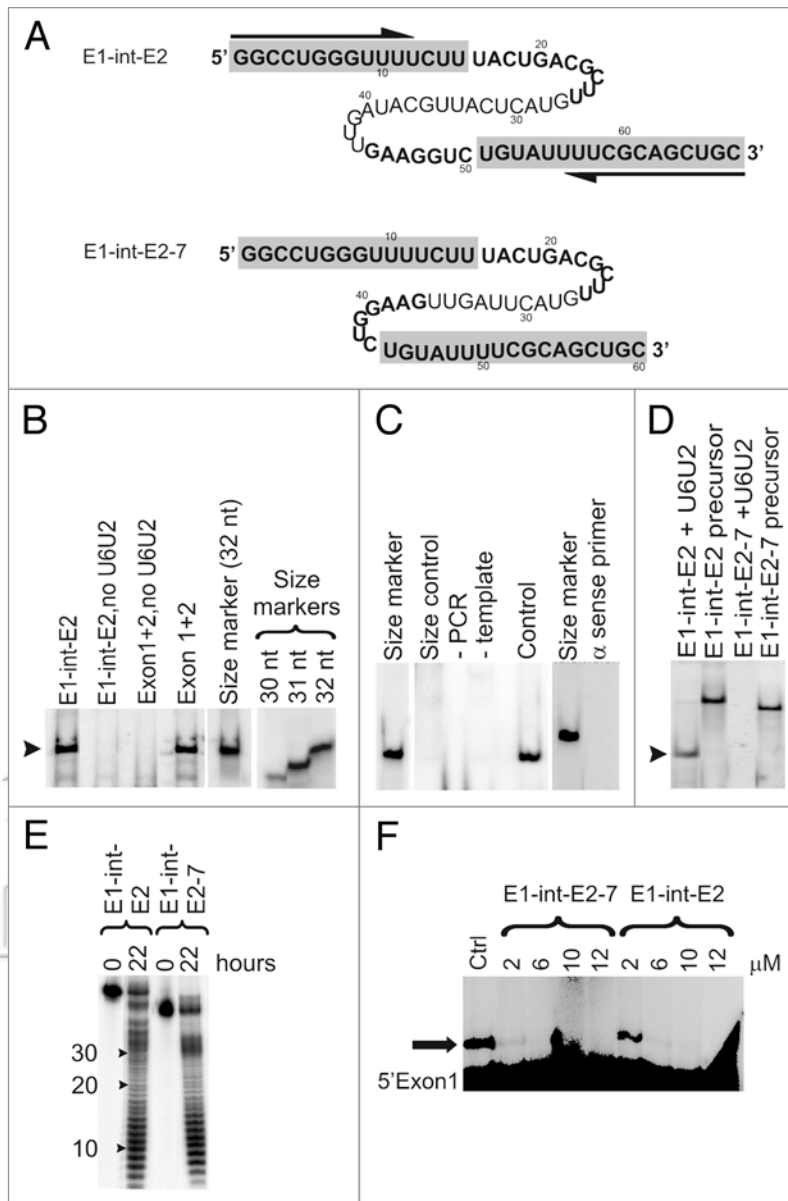 A
E1-int-E2
5' GGCCUGGGUUUUCUU UACUGACGC
10
20
UGAUACGUUACUCAUGUU
40
30
UUGAAGGUC UGUAUUUUCGCAGCUGC 3'
50
60
E1-int-E2-7
5' GGCCUGGGUUUUCUU UACUGACGC
10
20
GGAAGUUGAUUCAUGUU
40
30
UC UGUAUUUUCGCAGCUGC 3'
50
60
B
E1-int-E2
E1-int-E2,no U6U2
Exon1+2,no U6U2
Exon 1+2
Size marker (32 nt)
Size markers
30 nt
31 nt
32 nt
C
Size marker
Size control
- PCR
- template
Control
Size marker
α sense primer
D
E1-int-E2 + U6U2
E1-int-E2 precursor
E1-int-E2-7 +U6U2
E1-int-E2-7 precursor
E
E1-int-E2
E1-int-E2-7
0
22
0
22
hours
30
20
10
F
E1-int-E2-7
E1-int-E2
Ctrl
2
6
10
12
2
6
10
12
μM
5'Exon1